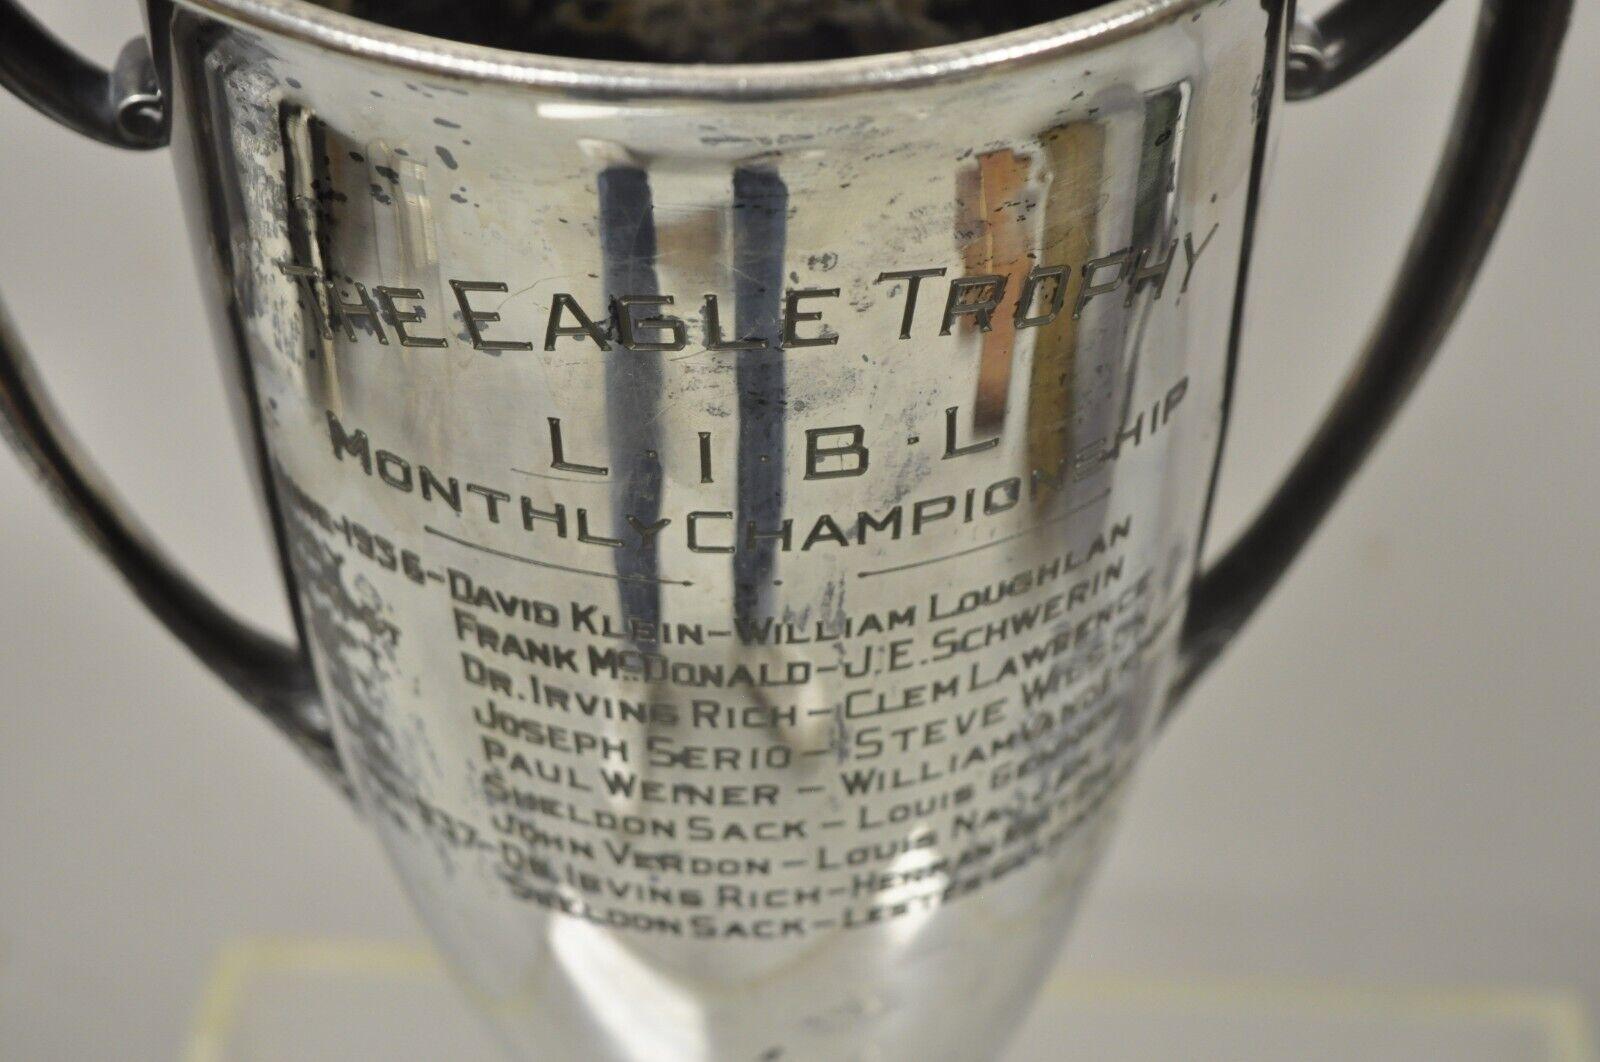 THE EAGLE TROPHY
L·I·B·L
MONTHLY CHAMPIONSHIP
1936-DAVID KLEIN-WILLIAM LOUGHLAN
FRANK McDONALD-J.E.SCHWERIN
DR.IRVING RICH-CLEM LAWRENCE
JOSEPH SERIO-STEVE
PAUL WERNER-WILLIAM
SHELDON SACK-LOUIS
JOHN VERDON-LOUIS
DR.IRVING RICH-HERMAN
SHELDON SACK-LESTER